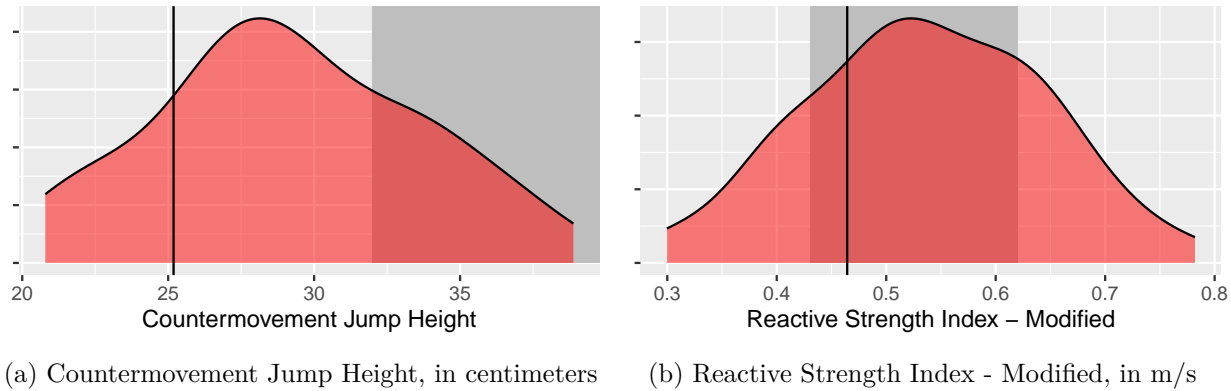 20 25 30 35
Countermovement Jump Height
(a) Countermovement Jump Height, in centimeters
0.3 0.4 0.5 0.6 0.7 0.8
Reactive Strength Index – Modified
(b) Reactive Strength Index - Modified, in m/s